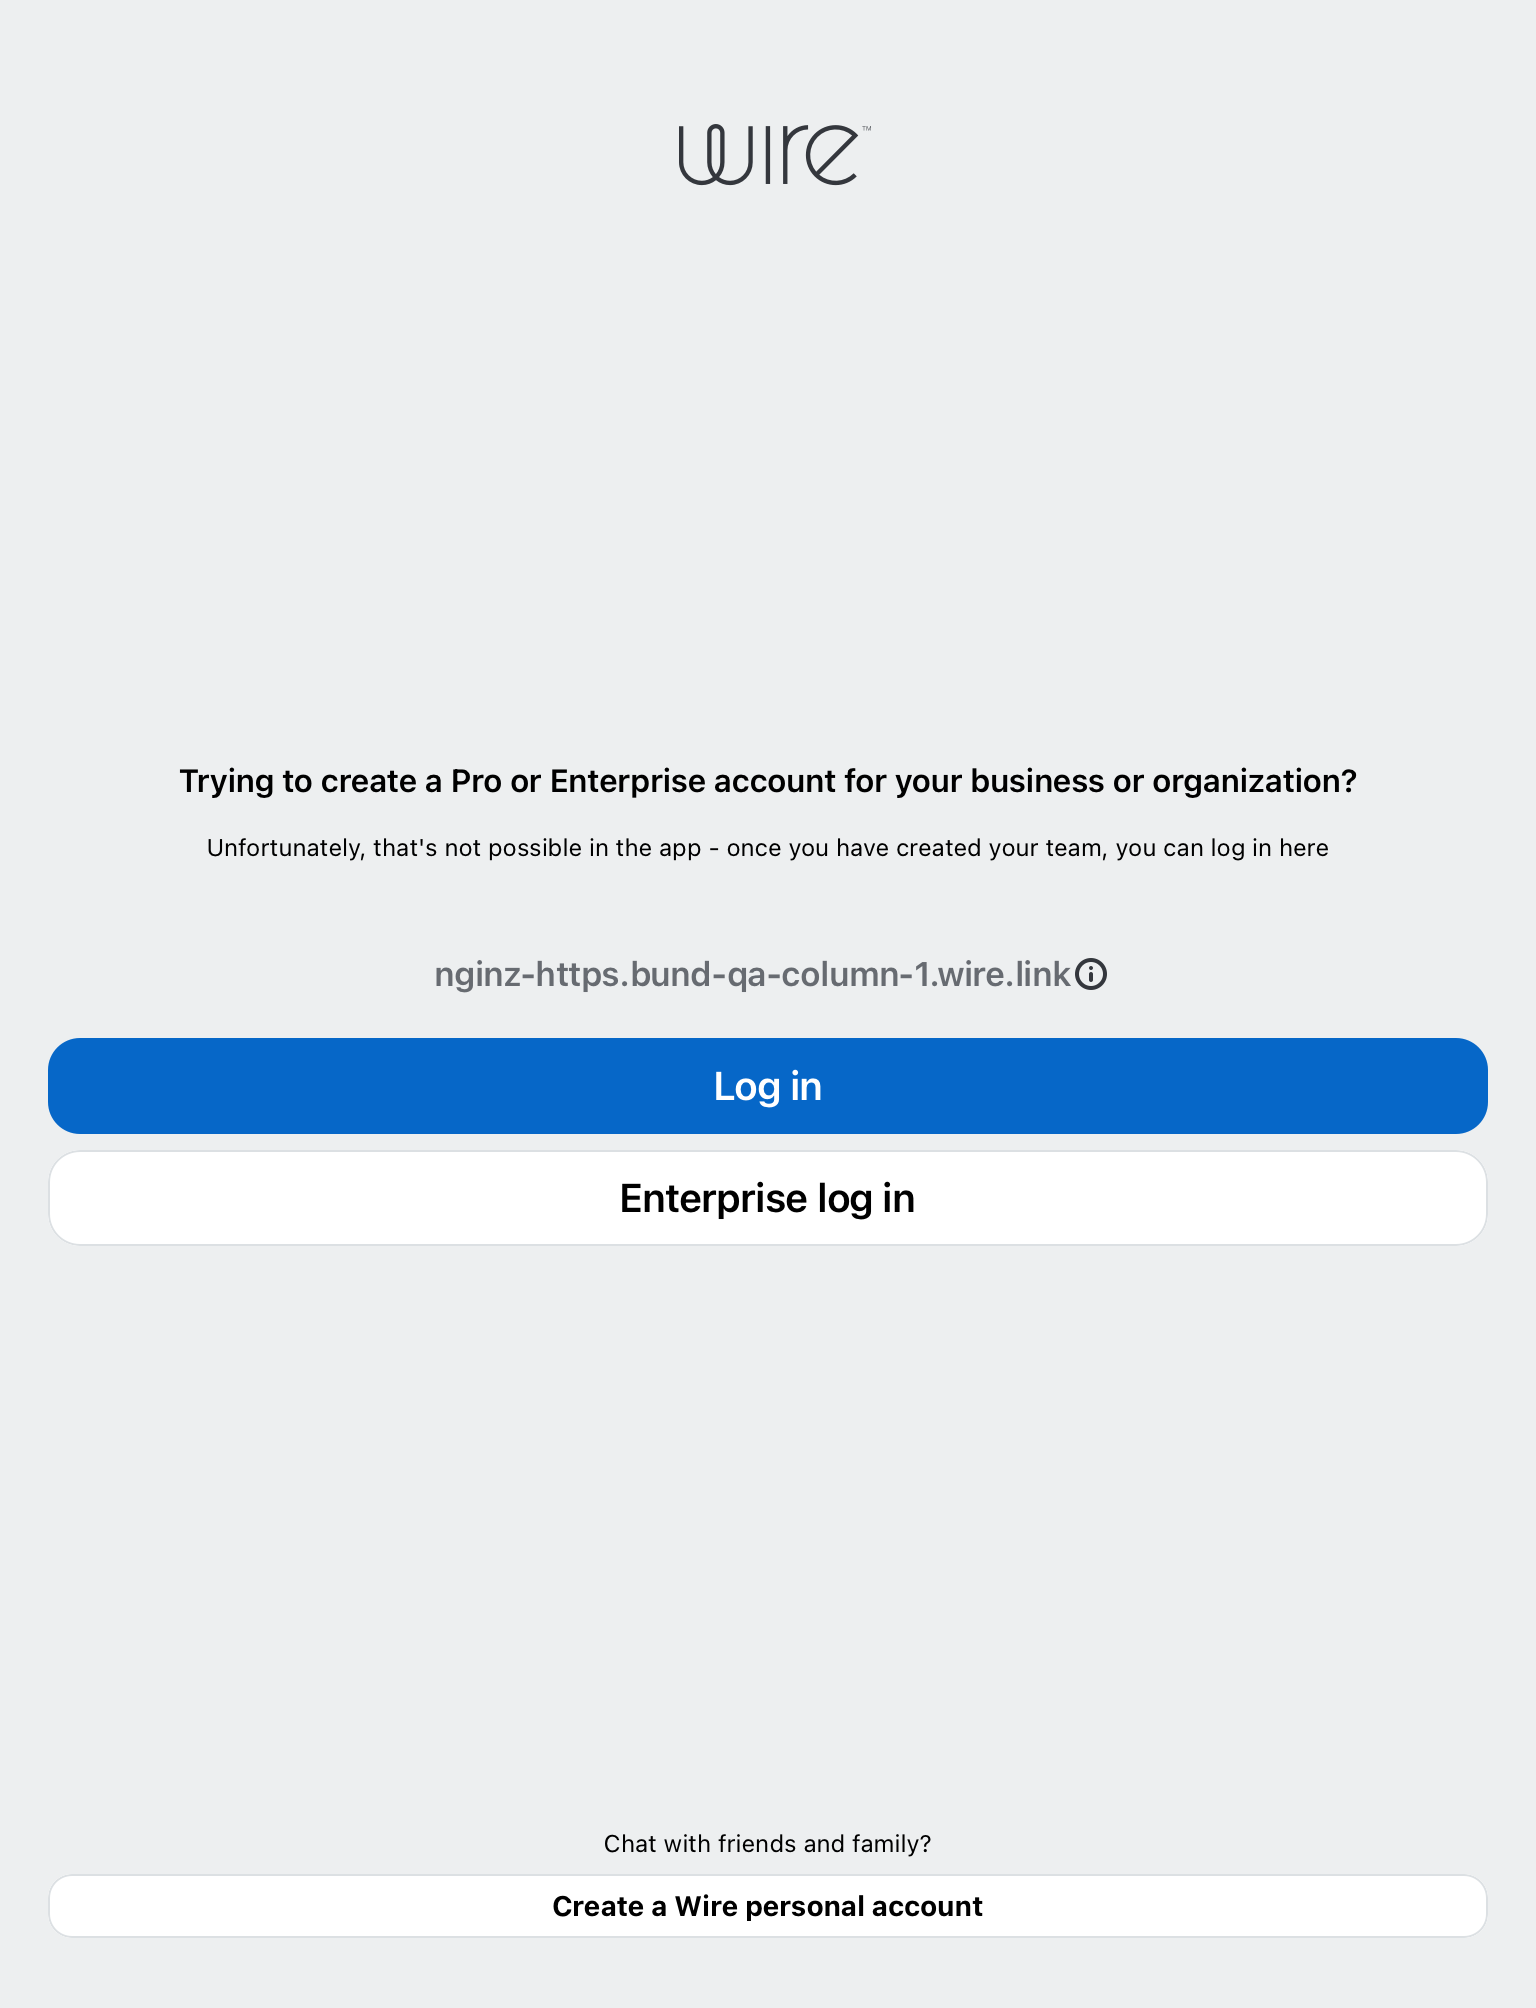 wire™
Trying to create a Pro or Enterprise account for your business or organization?
Unfortunately, that's not possible in the app - once you have created your team, you can log in here
nginz-https.bund-qa-column-1.wire.link
Log in
Enterprise log in
Chat with friends and family?
Create a Wire personal account